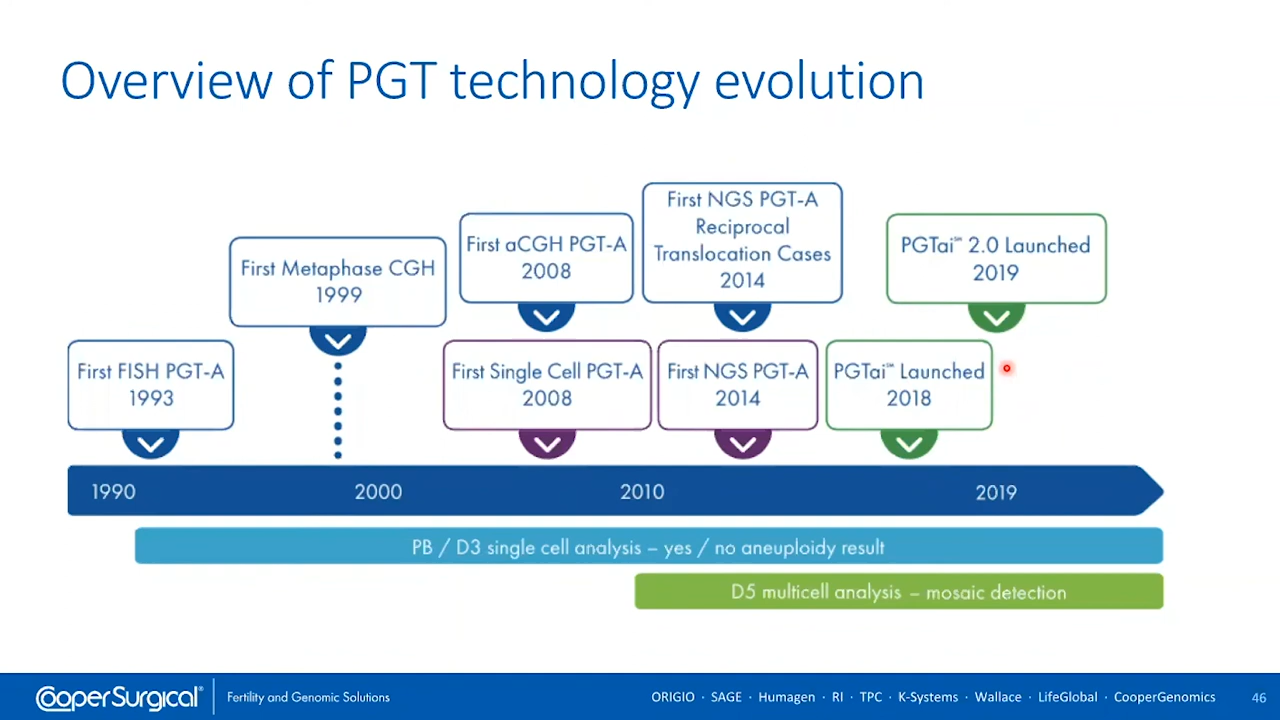 Overview of PGT technology evolution
First FISH PGT-A
1993
First Metaphase CGH
1999
First aCGH PGT-A
2008
First Single Cell PGT-A
2008
First NGS PGT-A
Reciprocal
Translocation Cases
2014
First NGS PGT-A
2014
PGTai℠ Launched
2018
PGTai℠ 2.0 Launched
2019
1990
2000
2010
2019
PB / D3 single cell analysis – yes / no aneuploidy result
D5 multicell analysis – mosaic detection
CooperSurgical®
Fertility and Genomic Solutions
ORIGIO · SAGE · Humagen · RI · TPC · K-Systems · Wallace · LifeGlobal · CooperGenomics
46